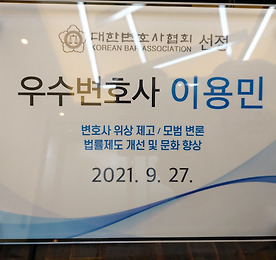 대한변호사협회 선정
KOREAN BAR ASSOCIATION
우수변호사 이용민
변호사 위상 제고 / 모범 변론
법률제도 개선 및 문화 향상
2021. 9. 27.